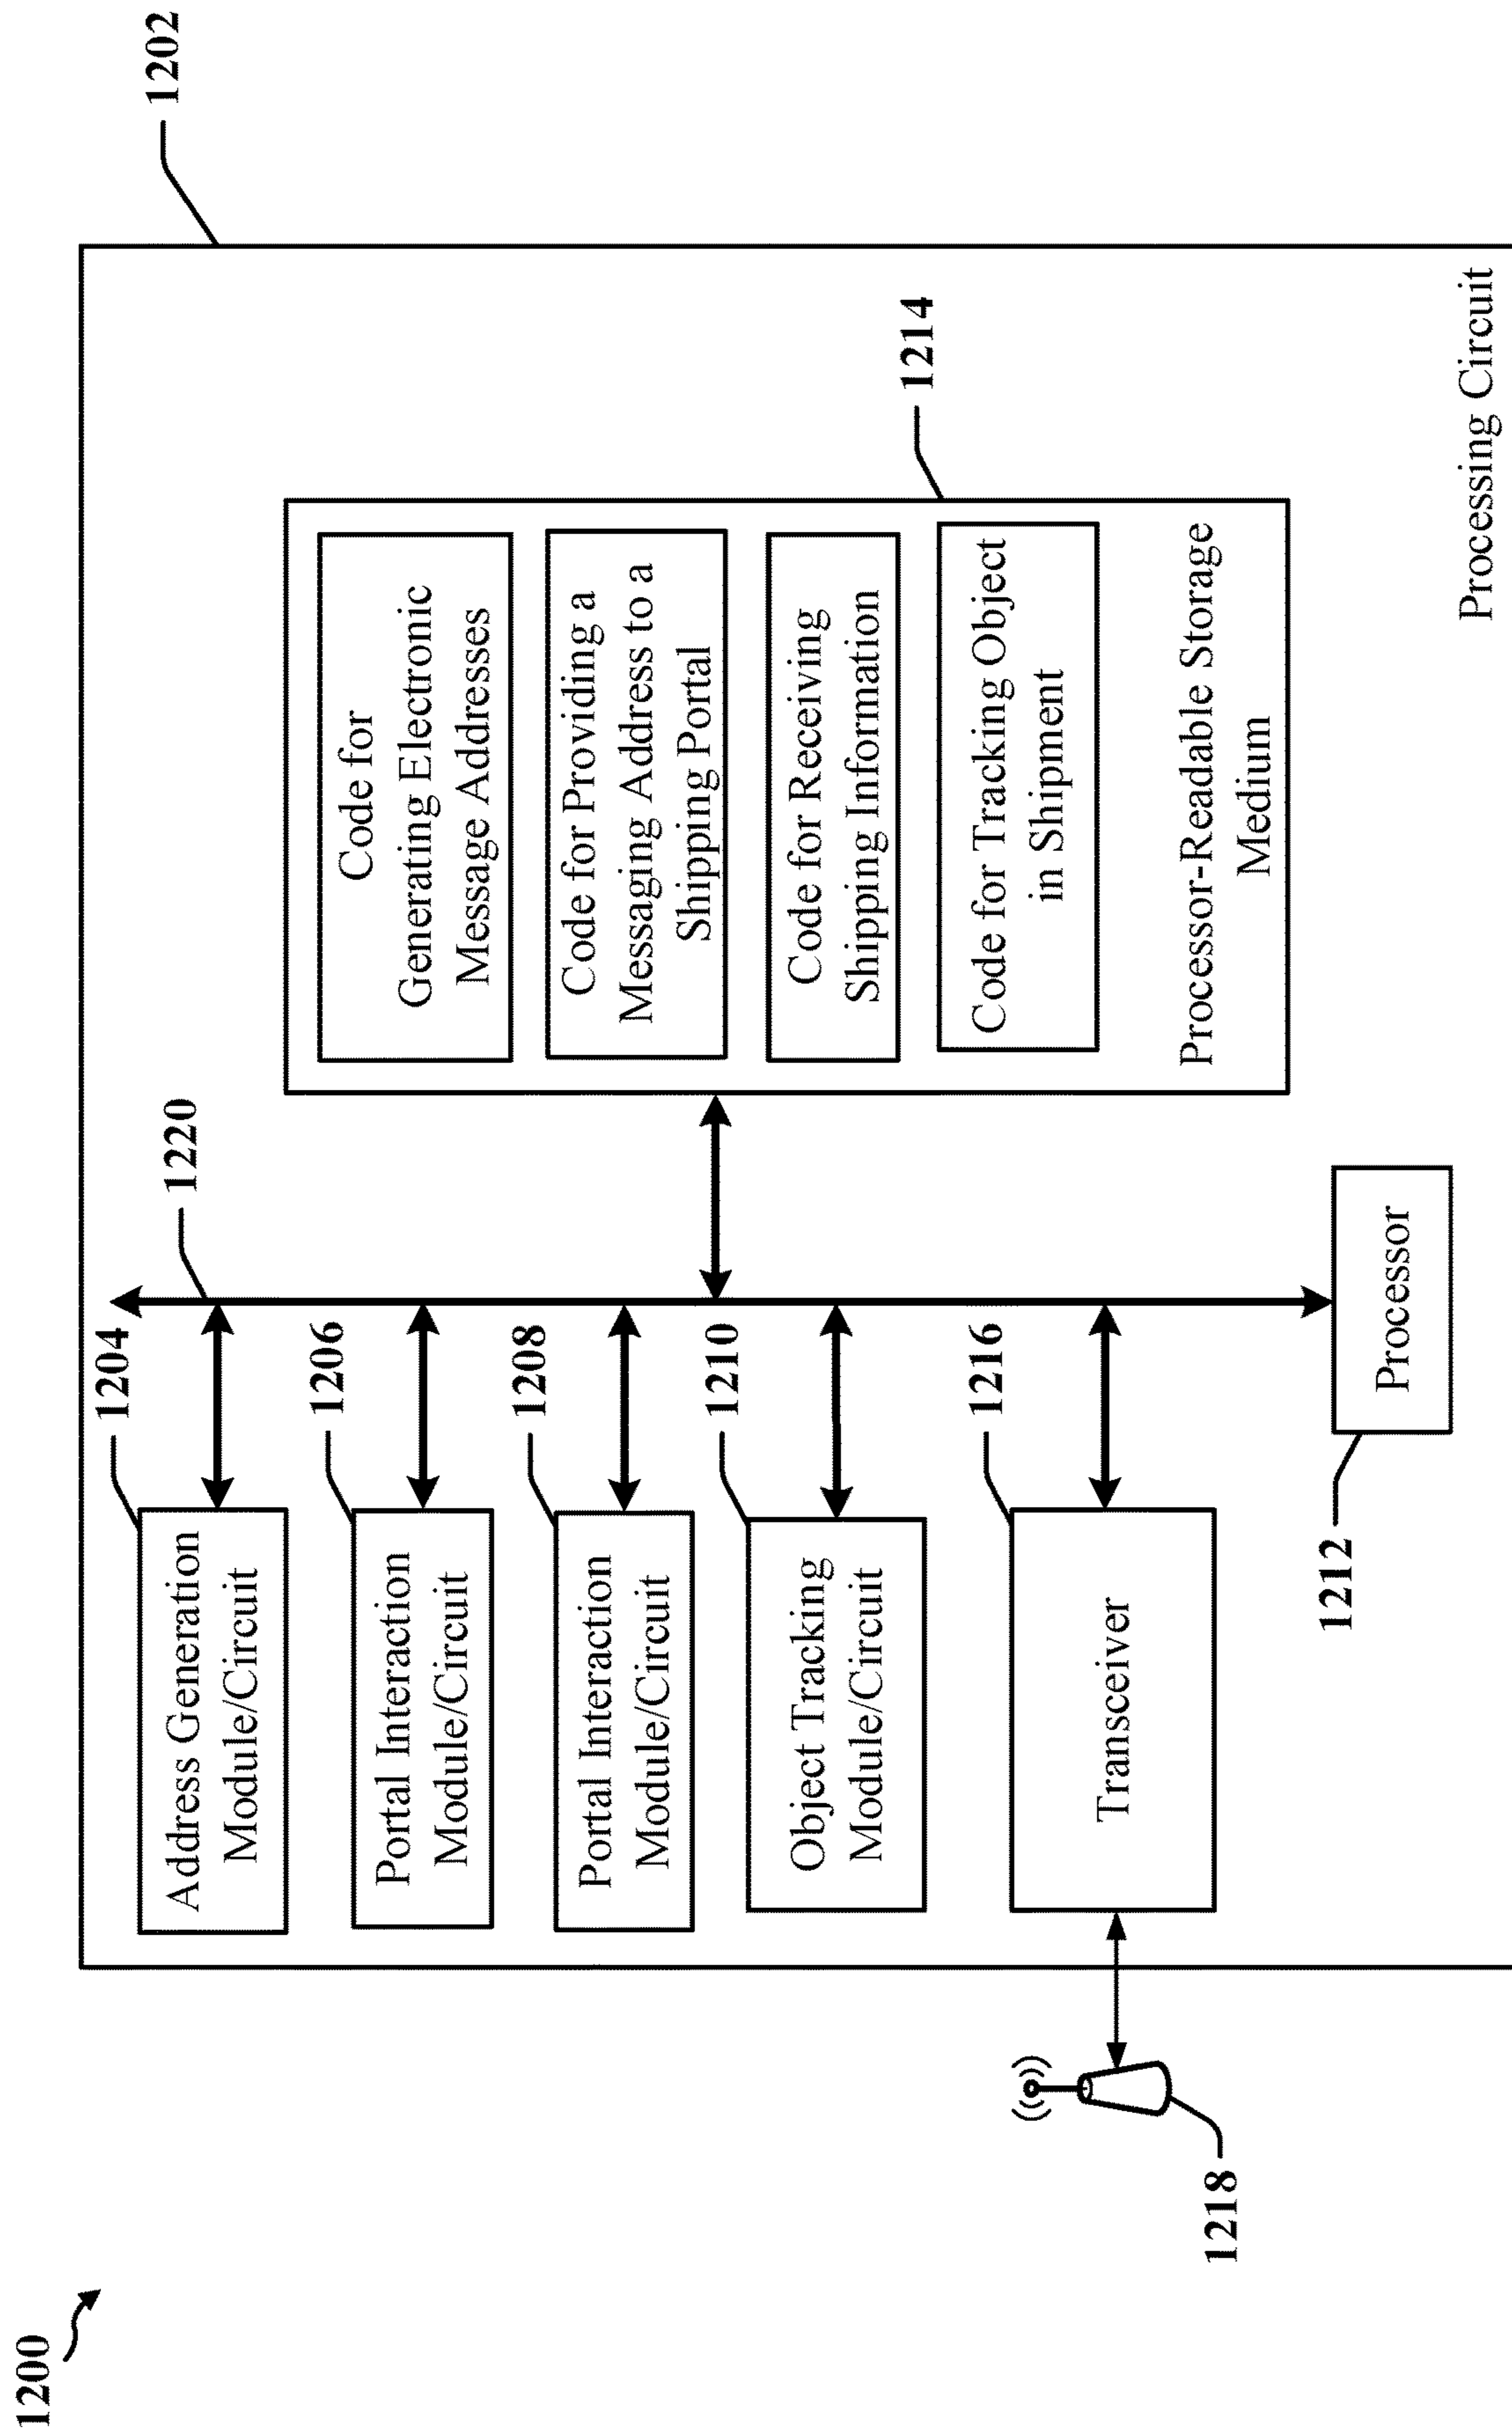 1200
1202
1204
Address Generation
Module/Circuit
1206
Portal Interaction
Module/Circuit
1208
Portal Interaction
Module/Circuit
1210
Object Tracking
Module/Circuit
1216
Transceiver
1218
1220
1212
Processor
1214
Code for
Generating Electronic
Message Addresses
Code for Providing a
Messaging Address to a
Shipping Portal
Code for Receiving
Shipping Information
Code for Tracking Object
in Shipment
Processor-Readable Storage
Medium
Processing Circuit